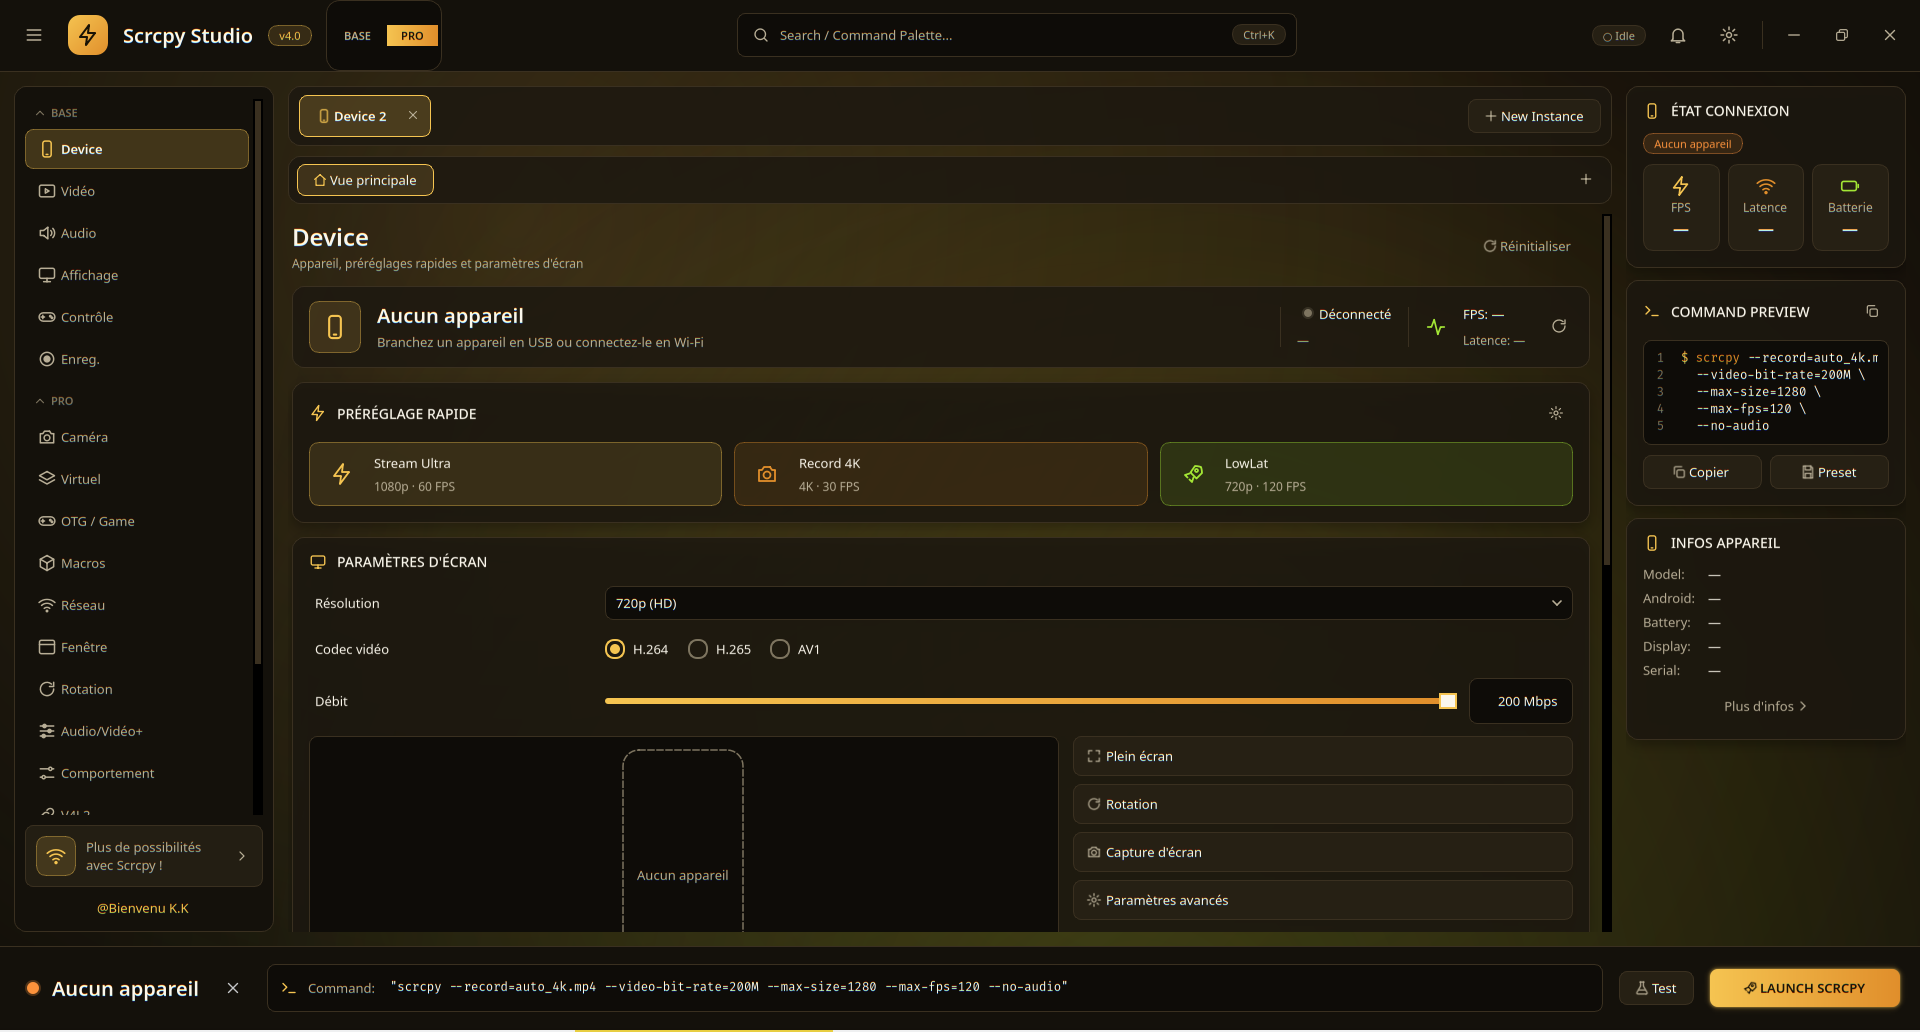 Scrcpy Studio
v4.0
BASE
PRO
Search / Command Palette...
Ctrl+K
Idle
BASE
Device
Vidéo
Audio
Affichage
Contrôle
Enreg.
PRO
Caméra
Virtuel
OTG / Game
Macros
Réseau
Fenêtre
Rotation
Audio/Vidéo+
Comportement
Plus de possibilités
avec Scrcpy !
@Bienvenu K.K
Device 2
New Instance
Vue principale
Device
Appareil, préréglages rapides et paramètres d'écran
Réinitialiser
Aucun appareil
Branchez un appareil en USB ou connectez-le en Wi-Fi
Déconnecté
—
FPS: —
Latence: —
PRÉRÉGLAGE RAPIDE
Stream Ultra
1080p · 60 FPS
Record 4K
4K · 30 FPS
LowLat
720p · 120 FPS
PARAMÈTRES D'ÉCRAN
Résolution
720p (HD)
Codec vidéo
H.264
H.265
AV1
Débit
200 Mbps
Aucun appareil
Plein écran
Rotation
Capture d'écran
Paramètres avancés
ÉTAT CONNEXION
Aucun appareil
FPS
—
Latence
—
Batterie
—
COMMAND PREVIEW
1 $ scrcpy --record=auto_4k.m
2 --video-bit-rate=200M \
3 --max-size=1280 \
4 --max-fps=120 \
5 --no-audio
Copier
Preset
INFOS APPAREIL
Model: —
Android: —
Battery: —
Display: —
Serial: —
Plus d'infos
Aucun appareil
Command: "scrcpy --record=auto_4k.mp4 --video-bit-rate=200M --max-size=1280 --max-fps=120 --no-audio"
Test
LAUNCH SCRCPY